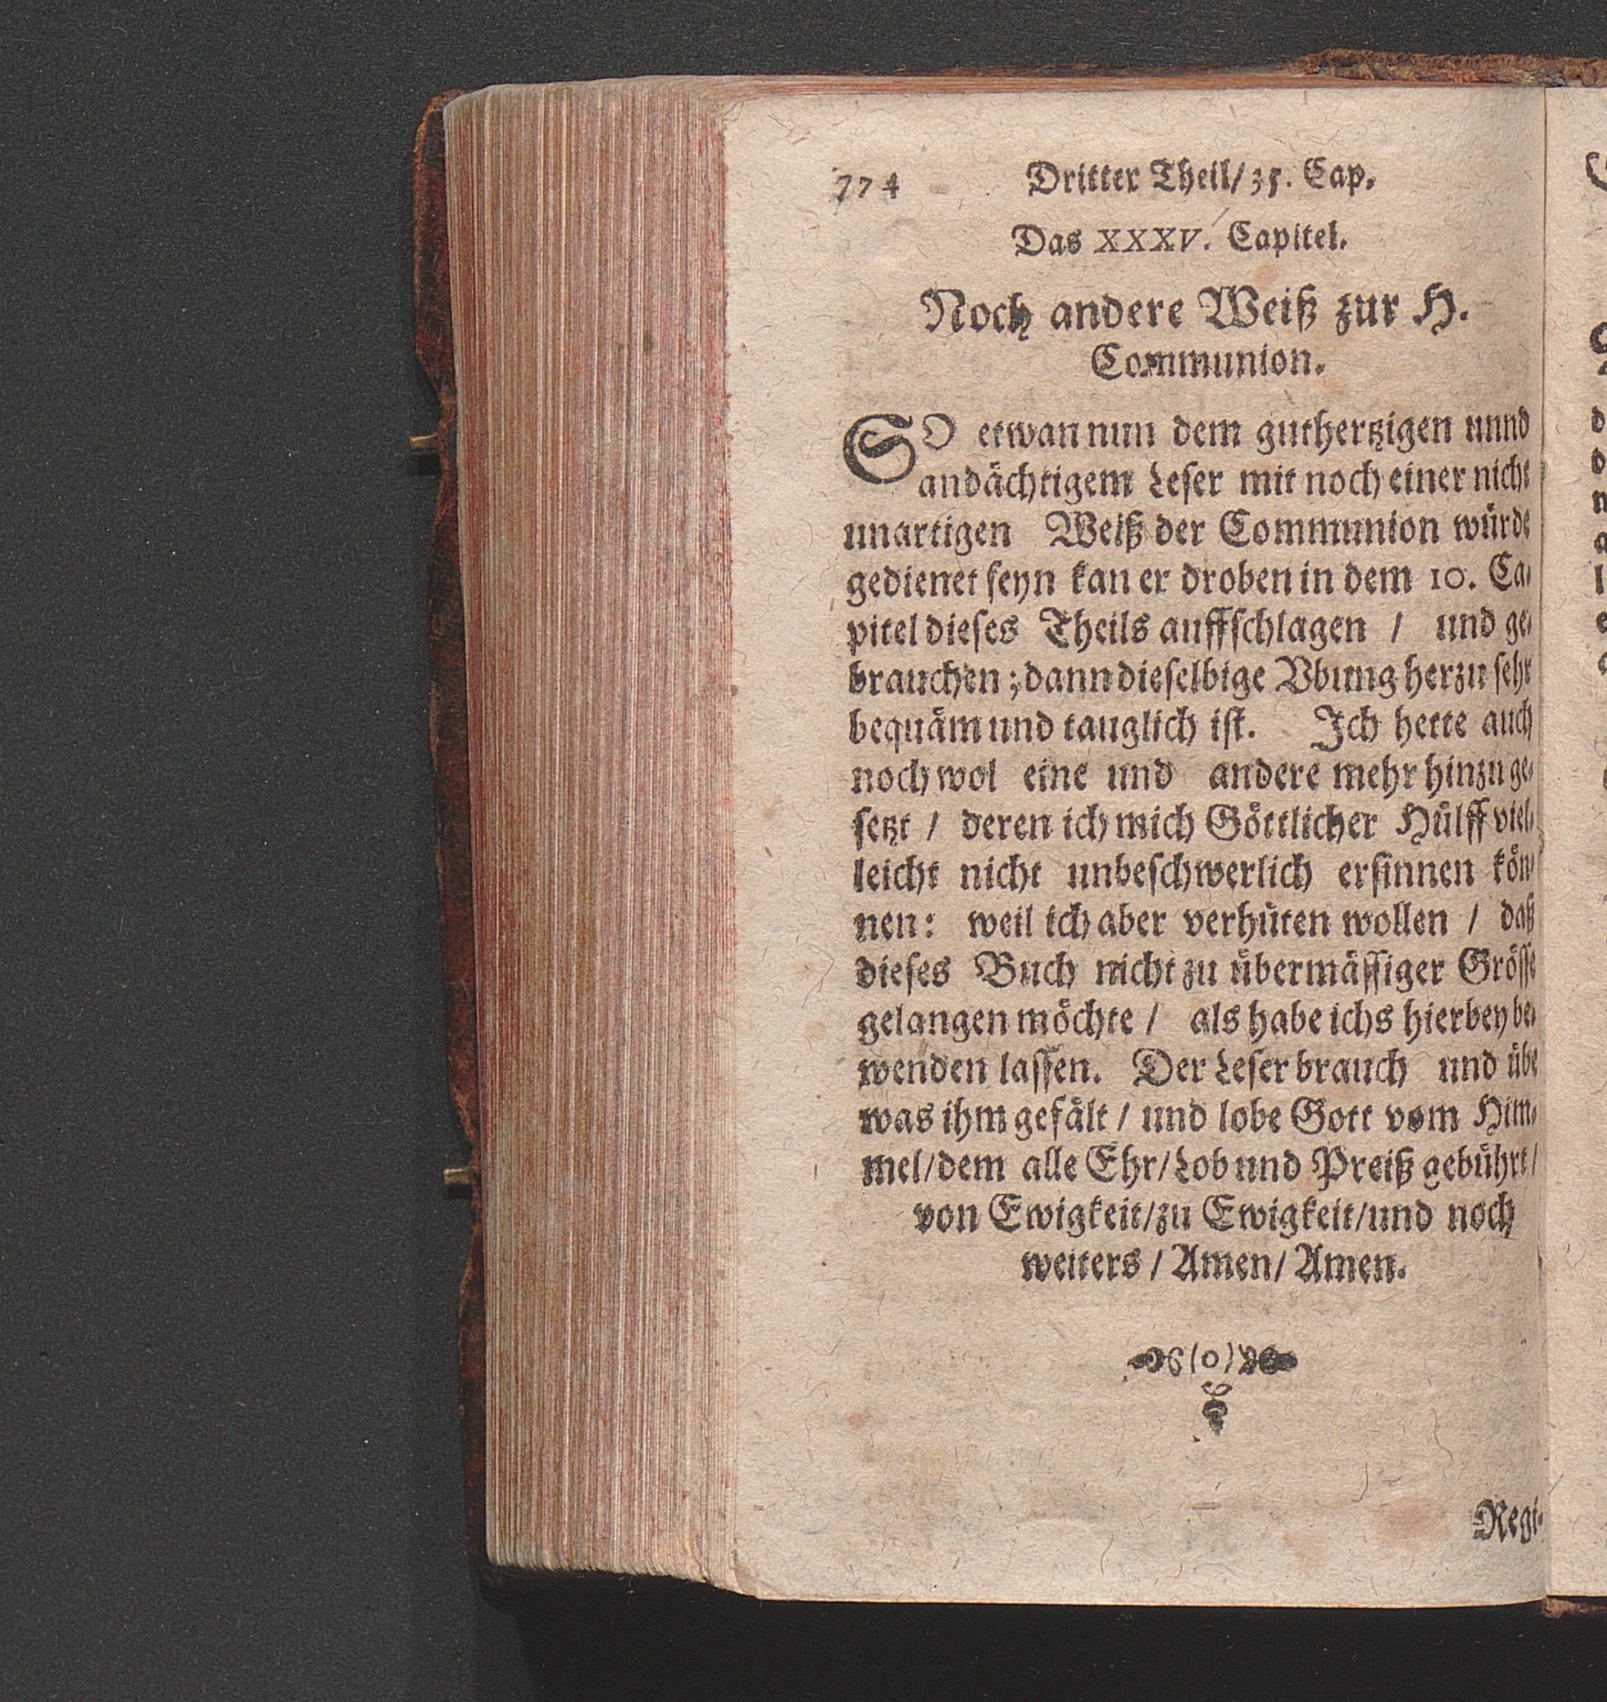 774 Dritter Theil/35. Cap.
Das XXXV. Capitel.
Noch andere Weiß zur H.
Communion.
SO etwan nun dem guthertzigen unnd
andächtigem Leser mit noch einer nicht
unartigen Weiß der Communion würde
gedienet seyn kan er droben in dem 10. Ca-
pitel dieses Theils auffschlagen / und ge-
brauchen; dann dieselbige Vbung herzu sehr
bequäm und tauglich ist. Ich hette auch
noch wol eine und andere mehr hinzu ge-
setzt / deren ich mich Göttlicher Hülff viel-
leicht nicht unbeschwerlich ersinnen kön-
nen: weil ich aber verhüten wollen / daß
dieses Buch nicht zu übermässiger Grösse
gelangen möchte / als habe ichs hierbey be-
wenden lassen. Der Leser brauch und übe
was ihm gefält / und lobe Gott vom Him-
mel/dem alle Ehr/Lob und Preiß gebührt/
von Ewigkeit/zu Ewigkeit/und noch
weiters / Amen/ Amen.
Regi-